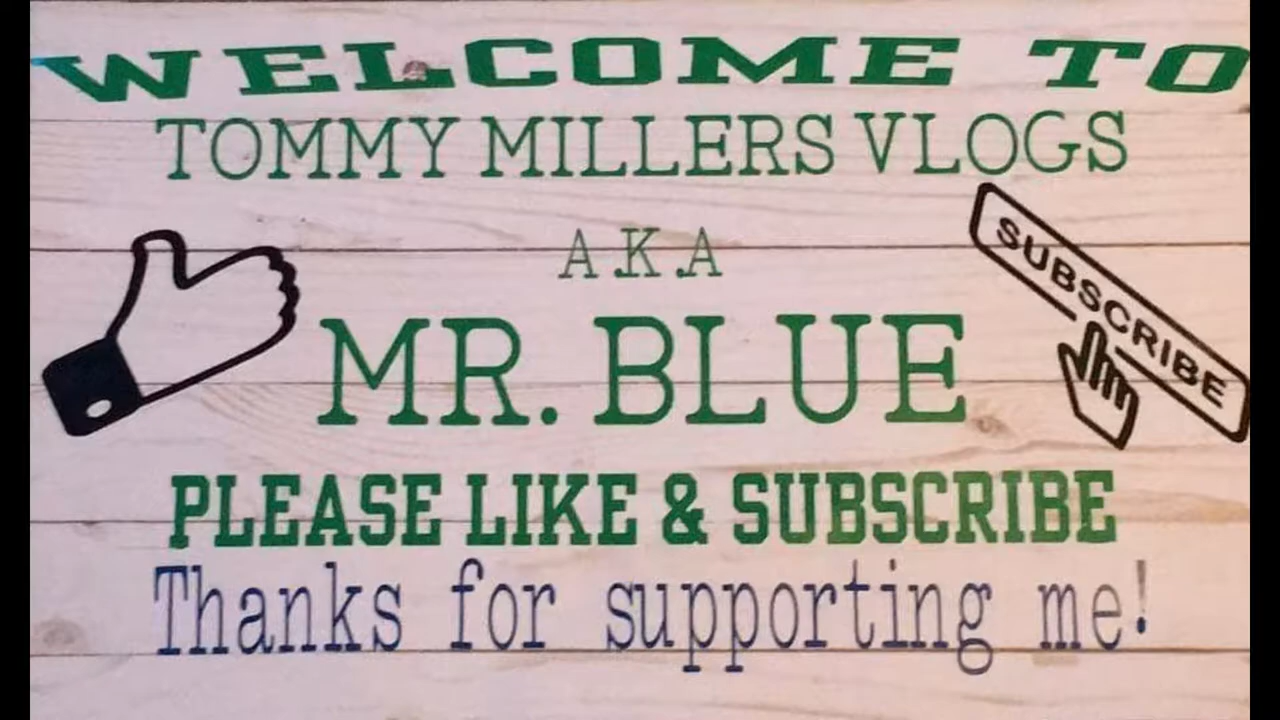 WELCOME TO
TOMMY MILLERS VLOGS
A.K.A
MR. BLUE
SUBSCRIBE
PLEASE LIKE & SUBSCRIBE
Thanks for supporting me!